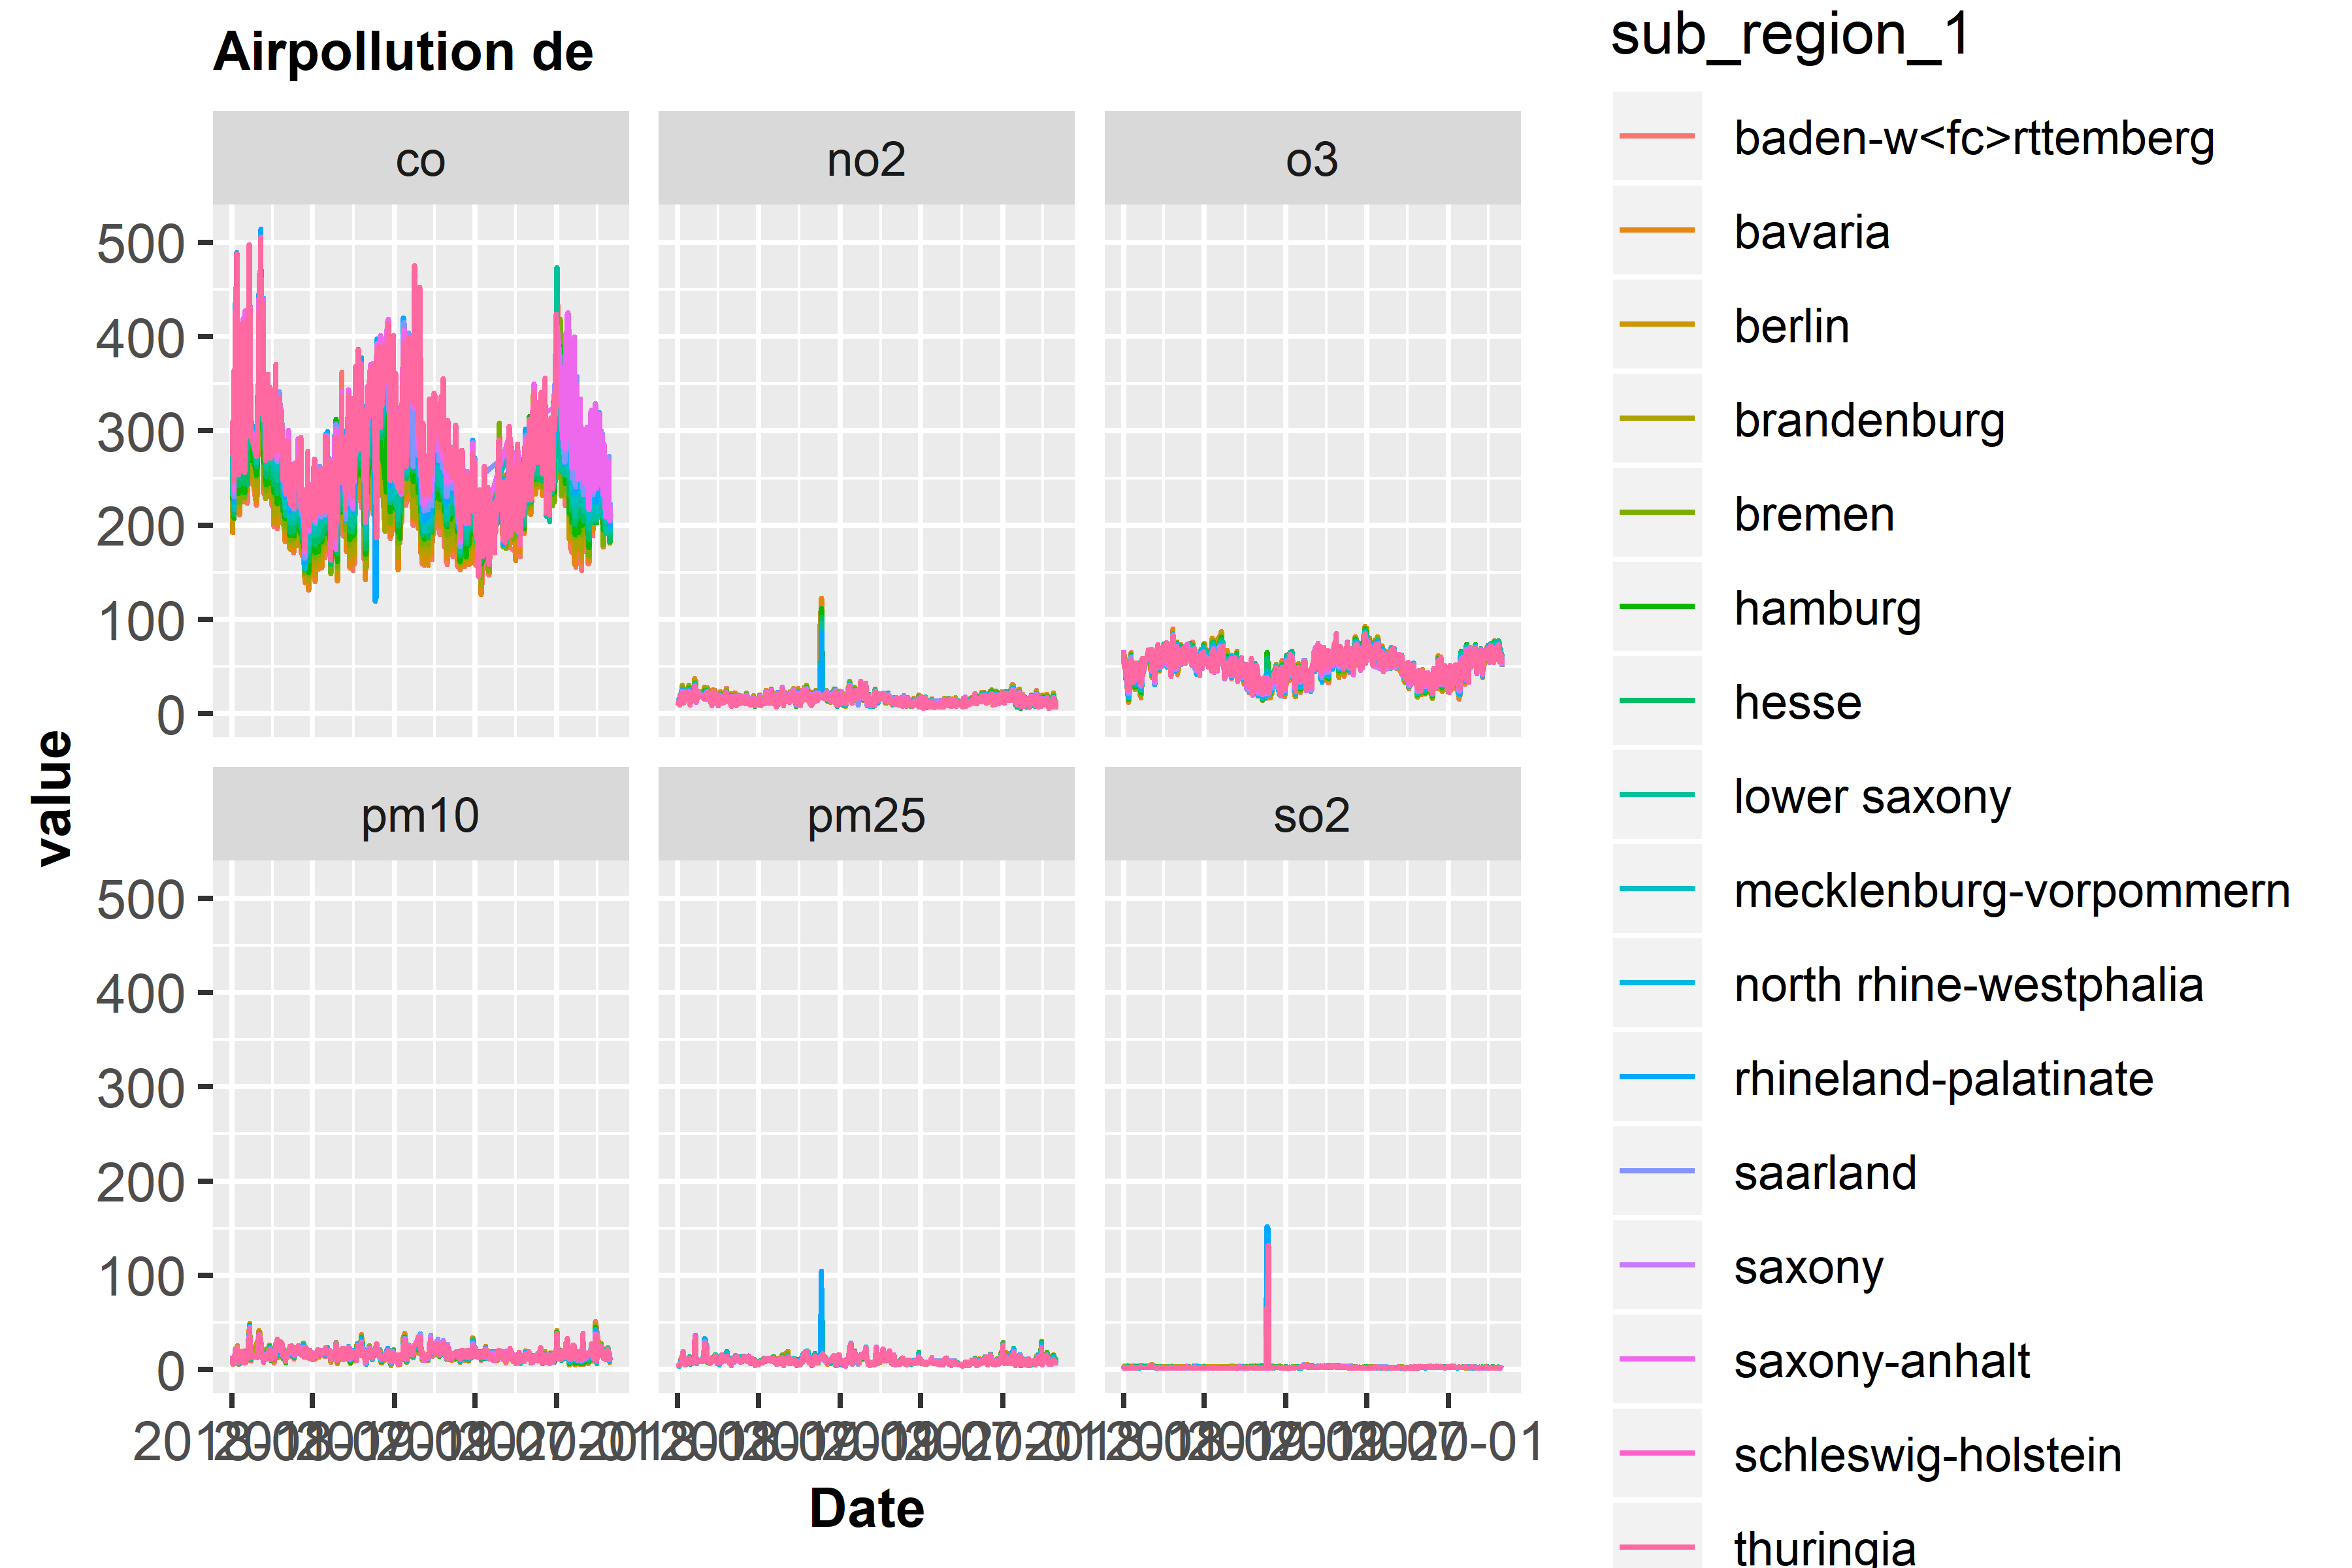 Airpollution de
sub_region_1
co
no2
o3
500
400
300
200
100
0
pm10
pm25
so2
500
400
300
200
100
0
value
Date
baden-w<fc>rttemberg
bavaria
berlin
brandenburg
bremen
hamburg
hesse
lower saxony
mecklenburg-vorpommern
north rhine-westphalia
rhineland-palatinate
saarland
saxony
saxony-anhalt
schleswig-holstein
thuringia